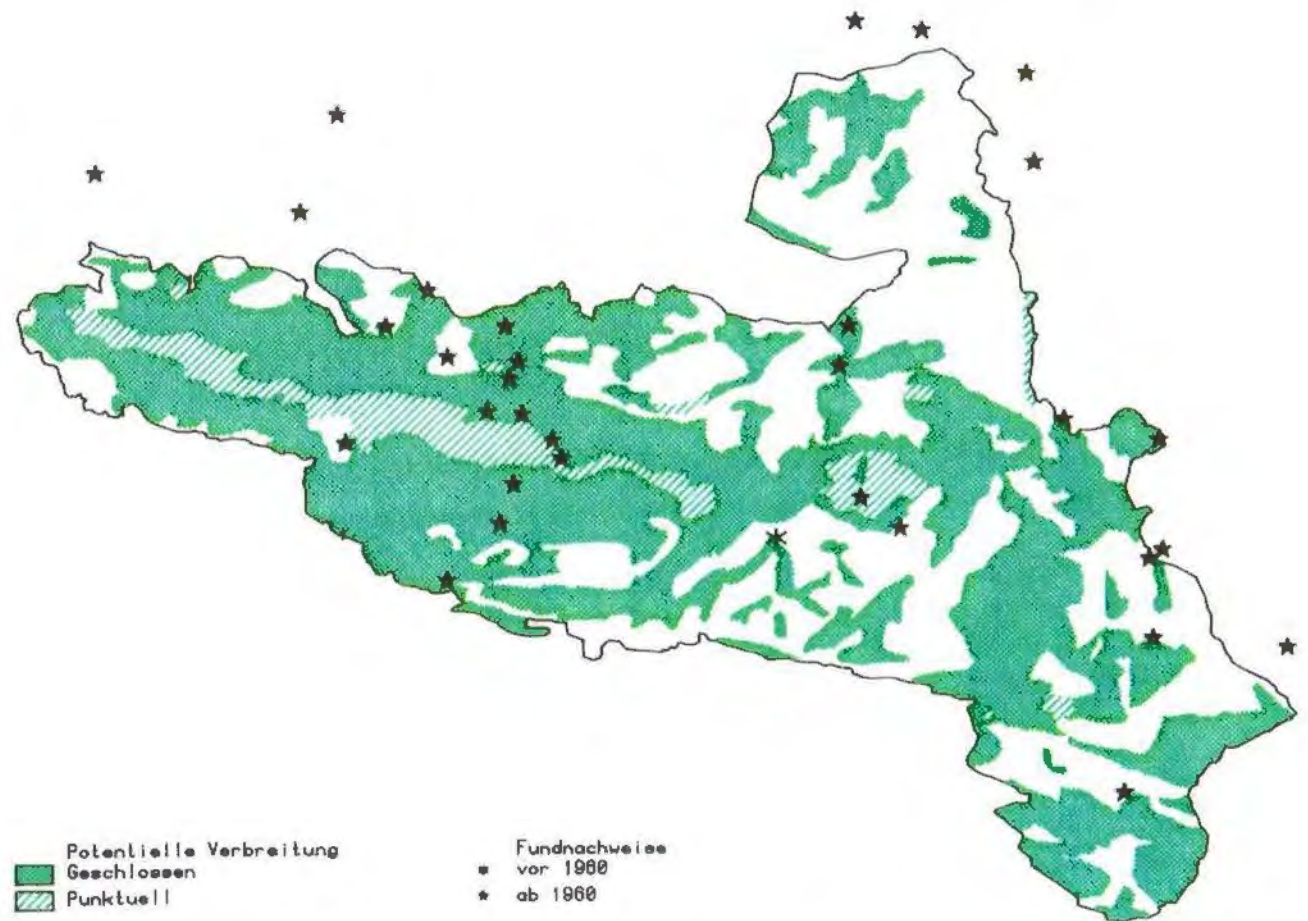 Potentielle Verbreitung
Geschlossen
Punktuell
Fundnachweise
vor 1960
ab 1960